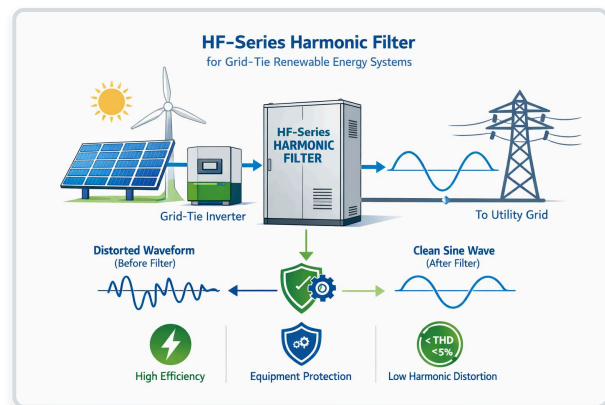 HF-Series Harmonic Filter
for Grid-Tie Renewable Energy Systems
HF-Series
HARMONIC
FILTER
Grid-Tie Inverter
To Utility Grid
Distorted Waveform
(Before Filter)
Clean Sine Wave
(After Filter)
< THD
<5%
High Efficiency
Equipment Protection
Low Harmonic Distortion